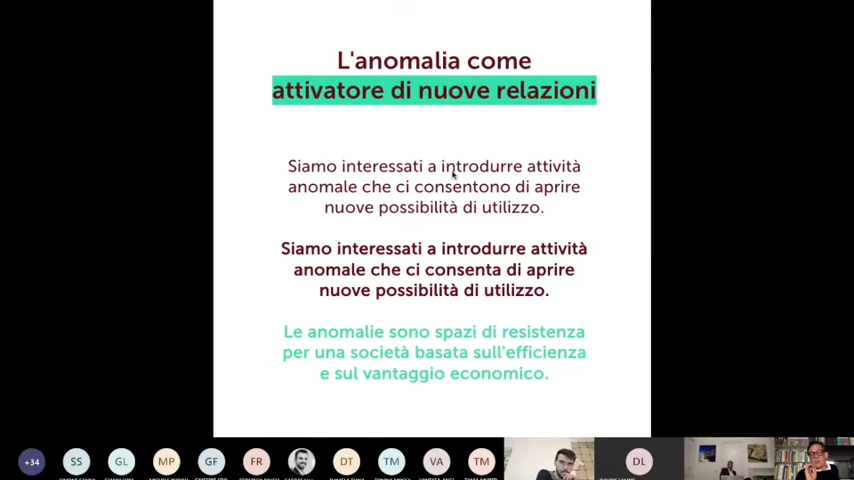 L'anomalia come
attivatore di nuove relazioni
Siamo interessati a introdurre attività
anomale che ci consentono di aprire
nuove possibilità di utilizzo.
Siamo interessati a introdurre attività
anomale che ci consenta di aprire
nuove possibilità di utilizzo.
Le anomalie sono spazi di resistenza
per una società basata sull'efficienza
e sul vantaggio economico.
+34 SS GL MP GF FR DT TM VA TM DL